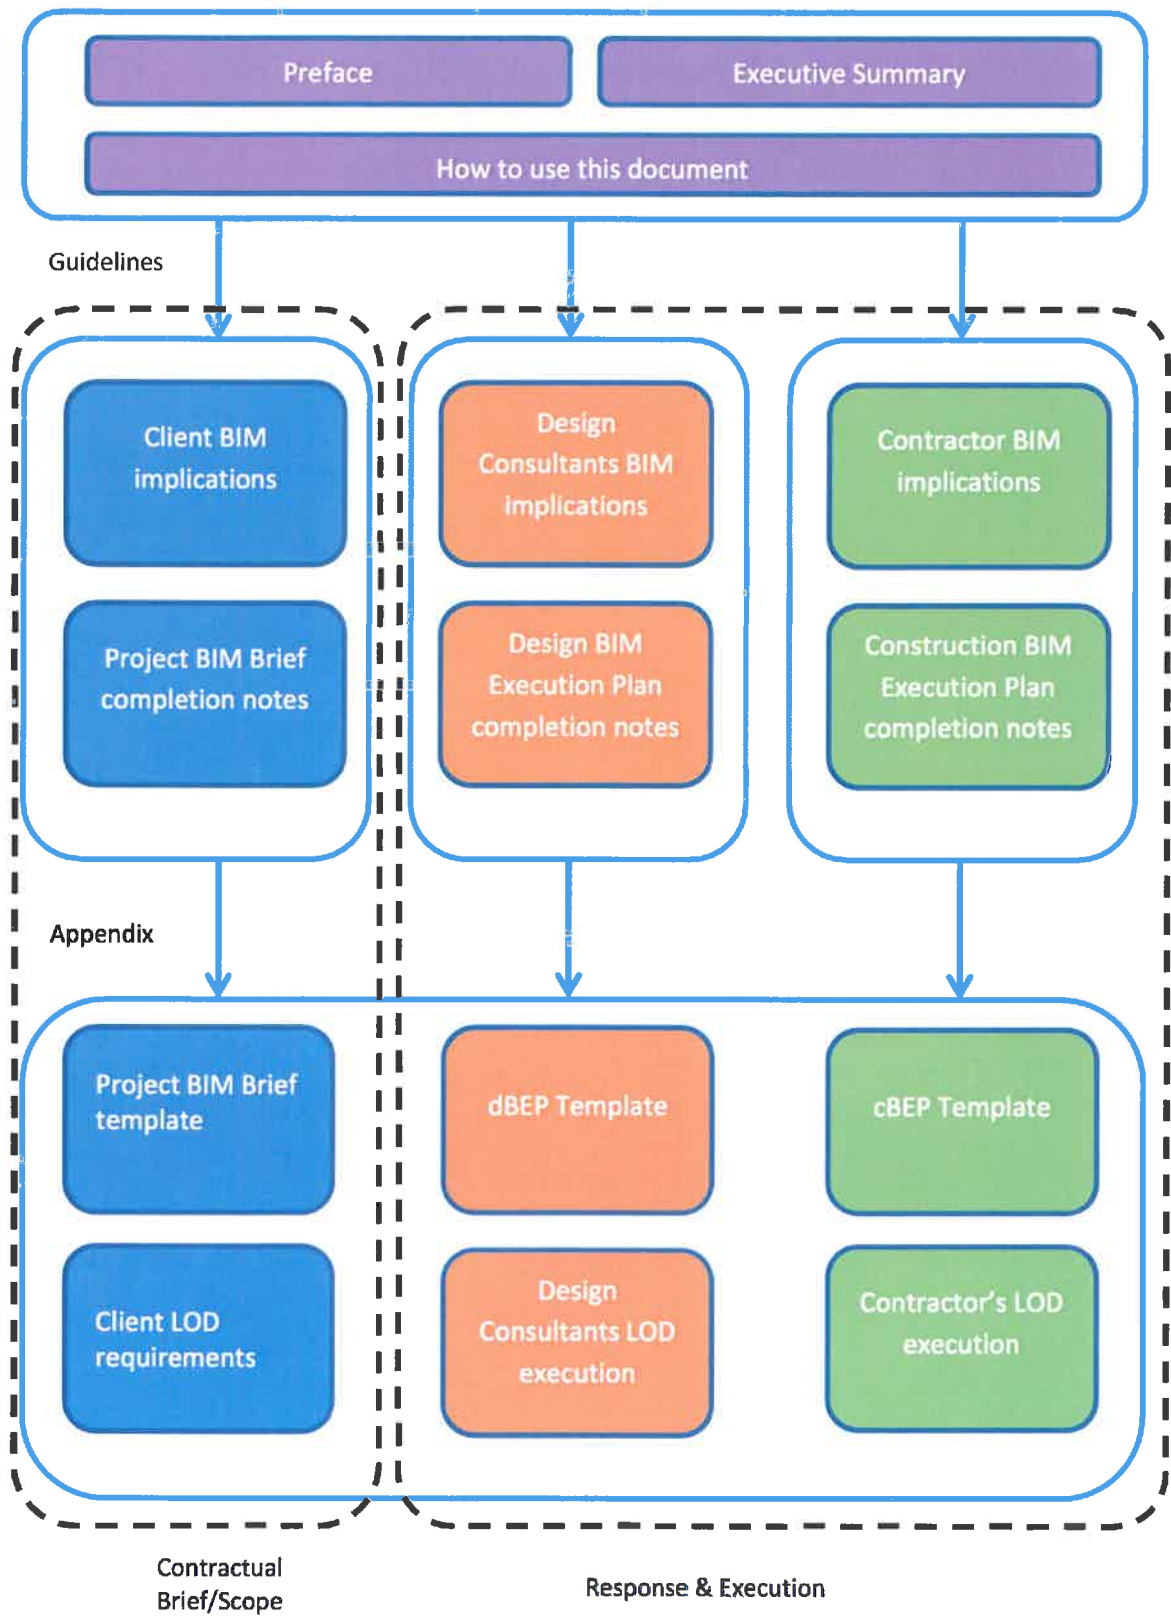 Preface
Executive Summary
How to use this document
Guidelines
Client BIM
implications
Design
Consultants BIM
implications
Contractor BIM
implications
Project BIM Brief
completion notes
Design BIM
Execution Plan
completion notes
Construction BIM
Execution Plan
completion notes
Appendix
Project BIM Brief
template
dBEP Template
cBEP Template
Client LOD
requirements
Design
Consultants LOD
execution
Contractor's LOD
execution
Contractual
Brief/Scope
Response & Execution